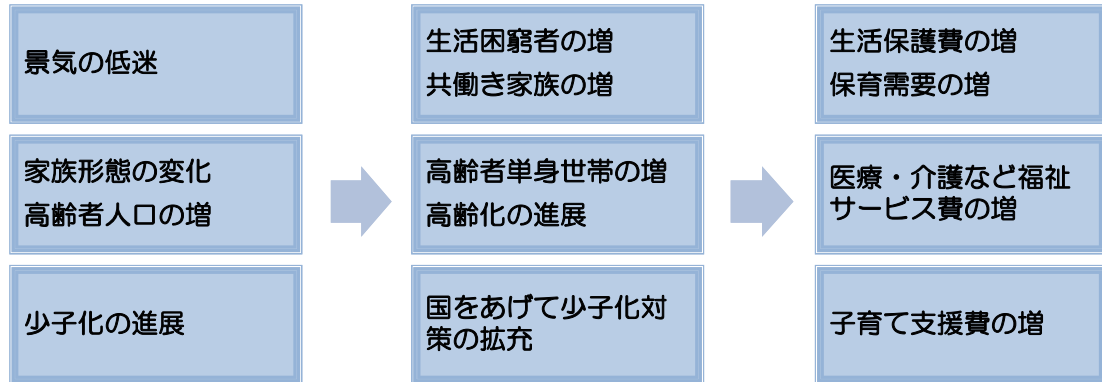 景気の低迷
生活困窮者の増
共働き家族の増
生活保護費の増
保育需要の増
家族形態の変化
高齢者人口の増
高齢者単身世帯の増
高齢化の進展
医療・介護など福祉
サービス費の増
少子化の進展
国をあげて少子化対
策の拡充
子育て支援費の増